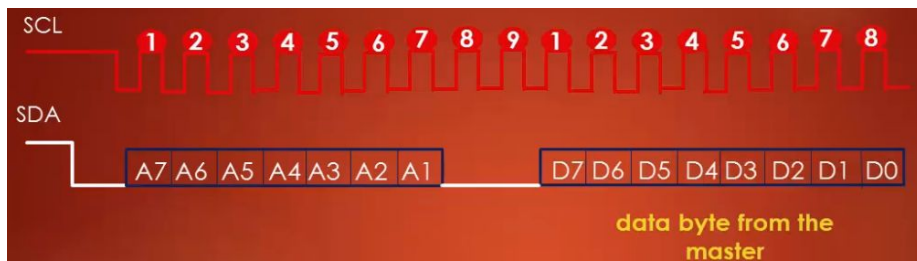 SCL
1 2 3 4 5 6 7 8 9 1 2 3 4 5 6 7 8
SDA
A7 A6 A5 A4 A3 A2 A1 D7 D6 D5 D4 D3 D2 D1 D0
data byte from the
master